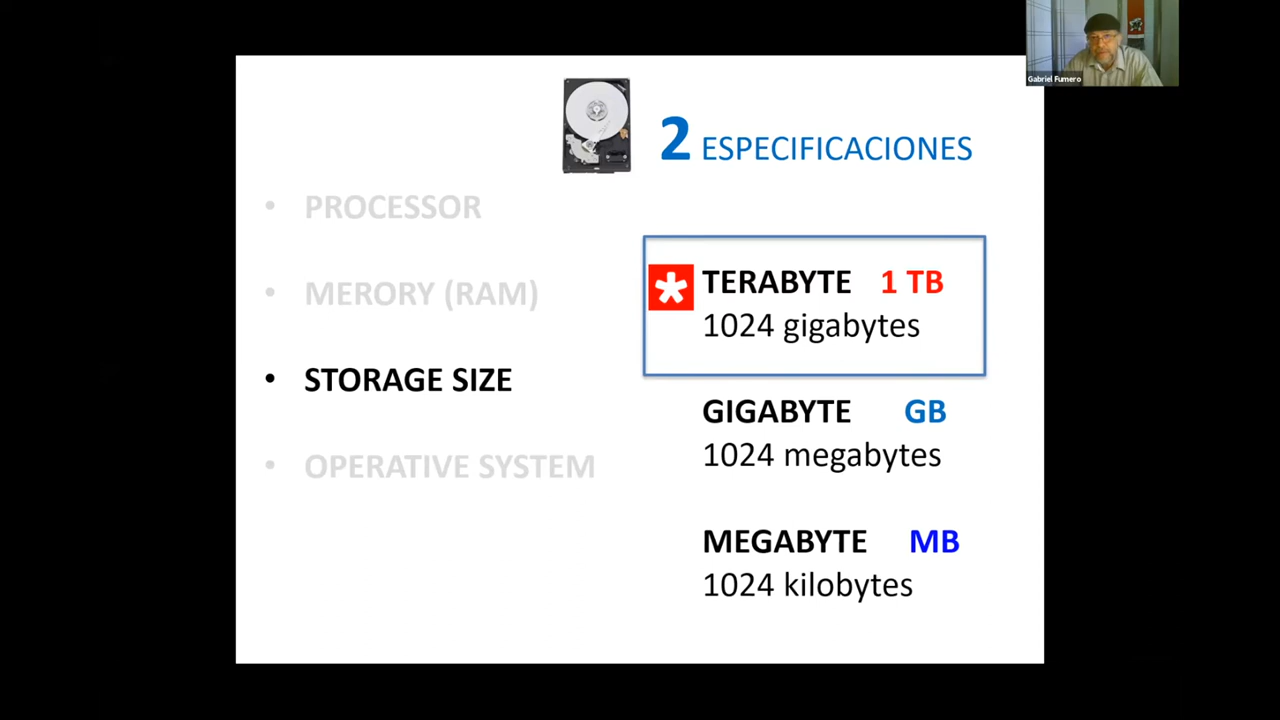 Gabriel Fumero
2 ESPECIFICACIONES
• PROCESSOR
• MERORY (RAM)
• STORAGE SIZE
• OPERATIVE SYSTEM
* TERABYTE 1 TB
1024 gigabytes
GIGABYTE GB
1024 megabytes
MEGABYTE MB
1024 kilobytes